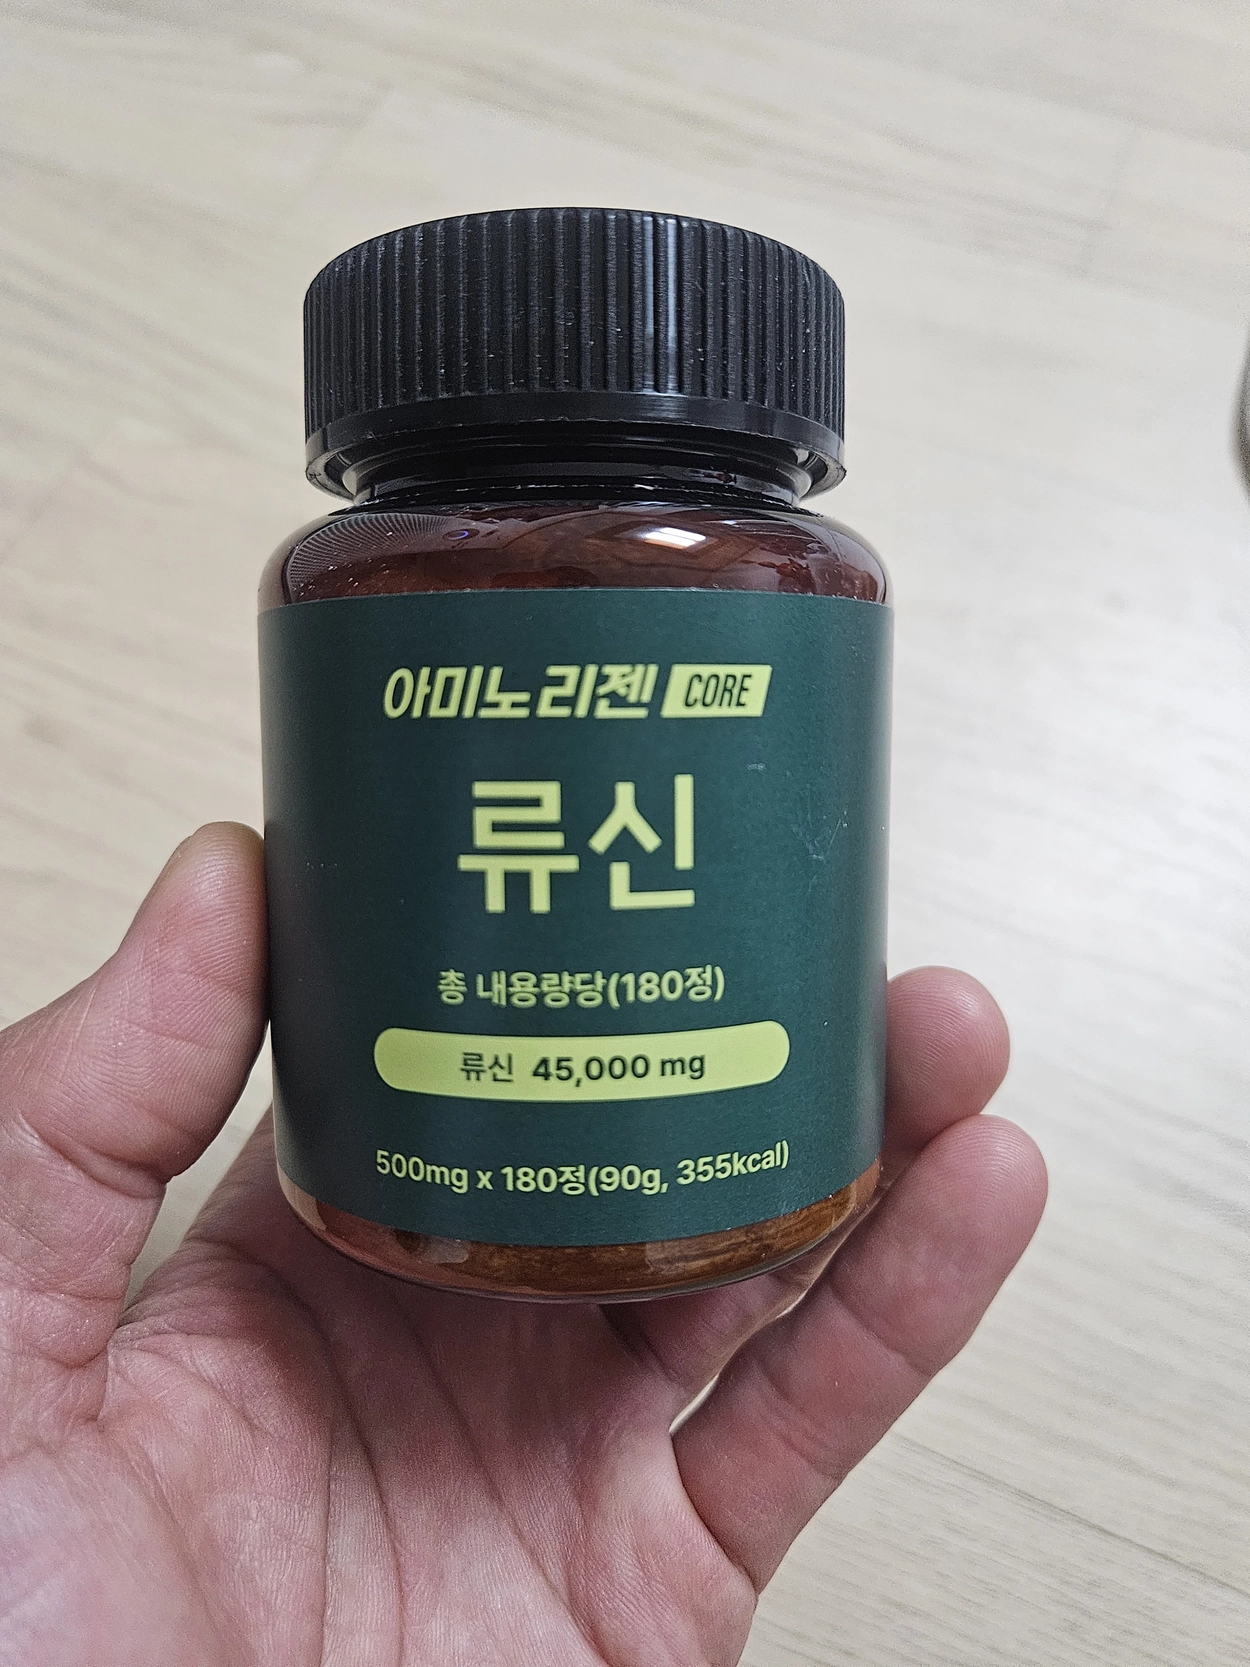 아미노리젠 CORE
류신
총 내용량당(180정)
류신 45,000 mg
500mg x 180정(90g, 355kcal)